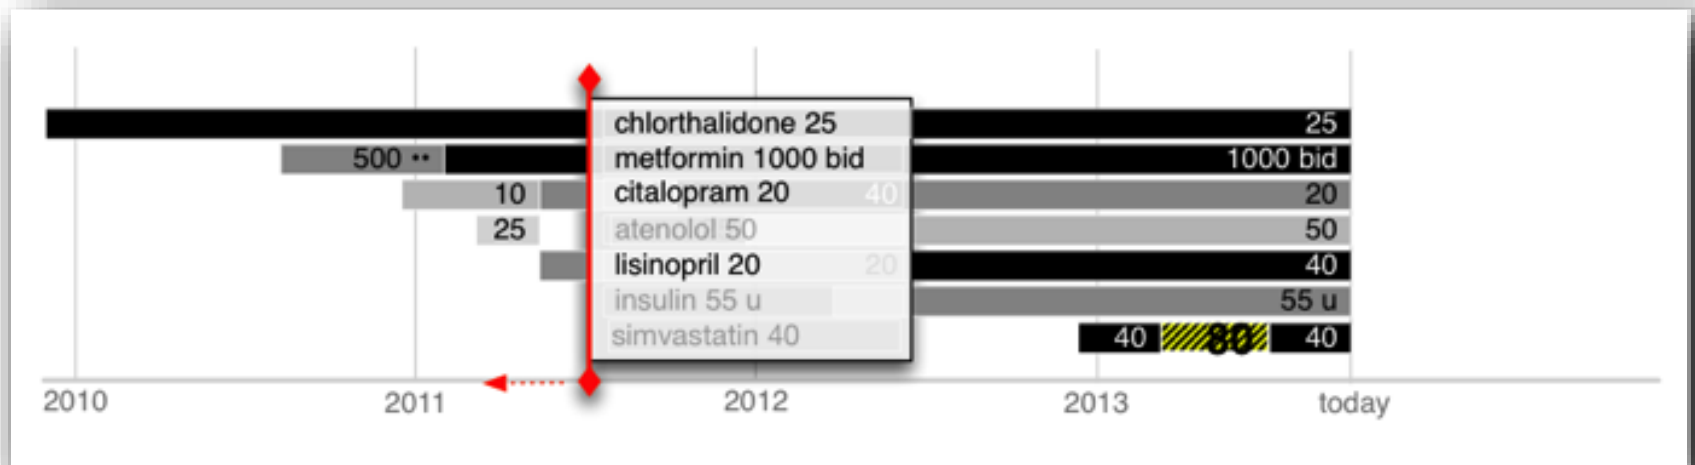 chlorthalidone 25 25
500 •• metformin 1000 bid 1000 bid
10 citalopram 20 40 20
25 atenolol 50 50
lisinopril 20 20 40
insulin 55 u 55 u
simvastatin 40 40 80 40
2010 2011 2012 2013 today